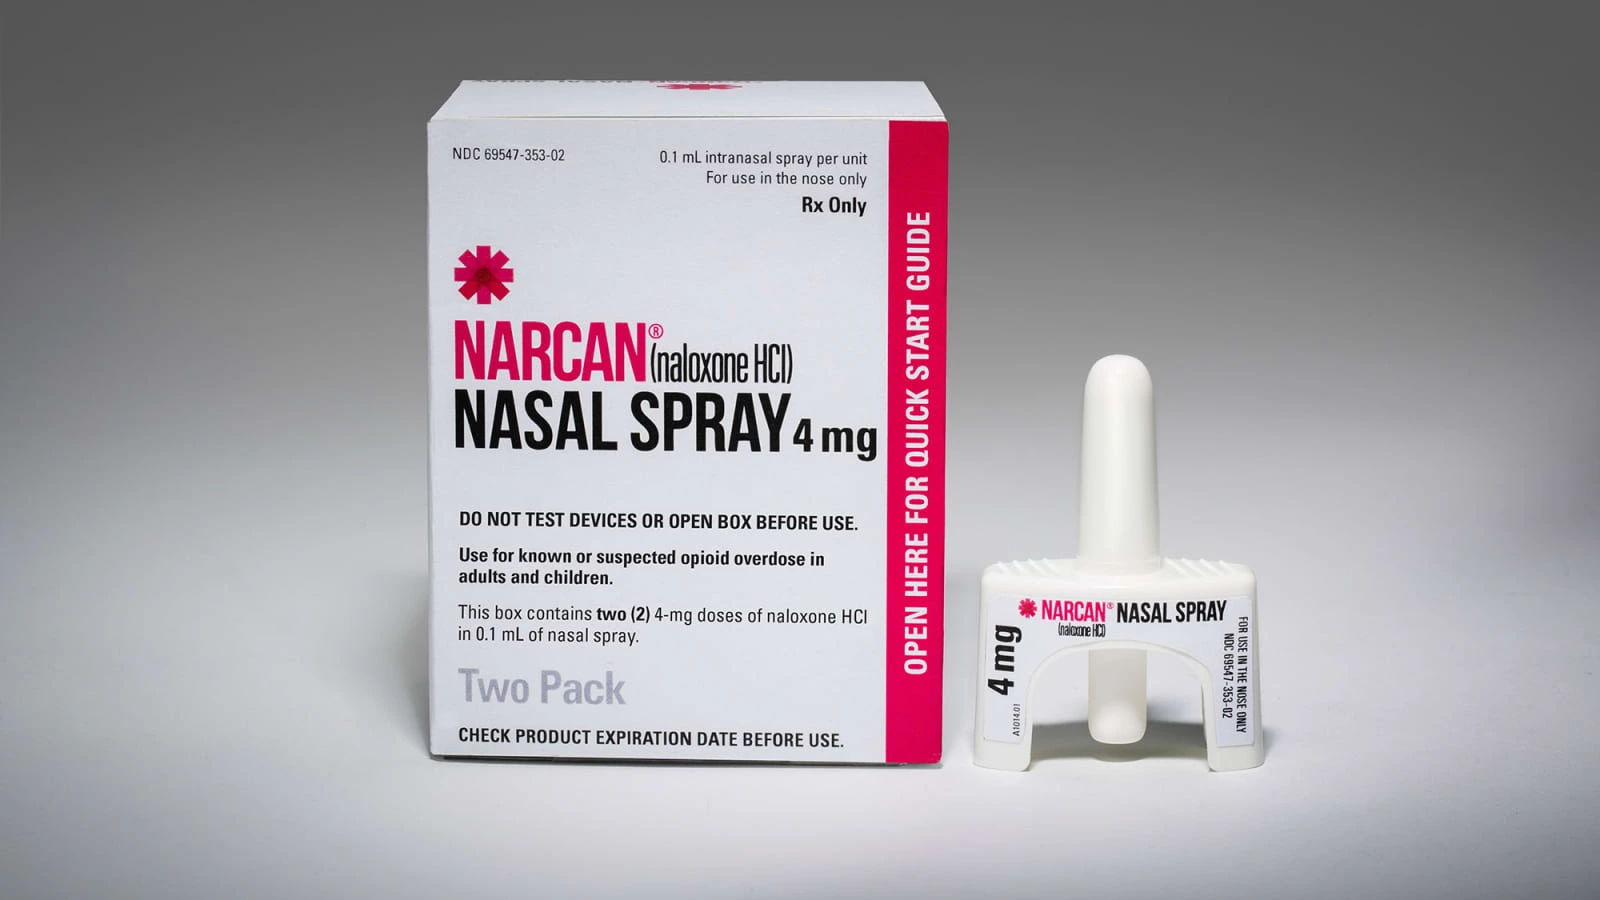 NDC 69547-353-02
0.1 mL intranasal spray per unit
For use in the nose only
Rx Only
NARCAN® (naloxone HCl)
NASAL SPRAY 4 mg
DO NOT TEST DEVICES OR OPEN BOX BEFORE USE.
Use for known or suspected opioid overdose in
adults and children.
This box contains two (2) 4-mg doses of naloxone HCl
in 0.1 mL of nasal spray.
Two Pack
CHECK PRODUCT EXPIRATION DATE BEFORE USE.
OPEN HERE FOR QUICK START GUIDE
NARCAN® NASAL SPRAY
(naloxone HCl)
4 mg
A1014.01
FOR USE IN THE NOSE ONLY
NDC 69547-353-02